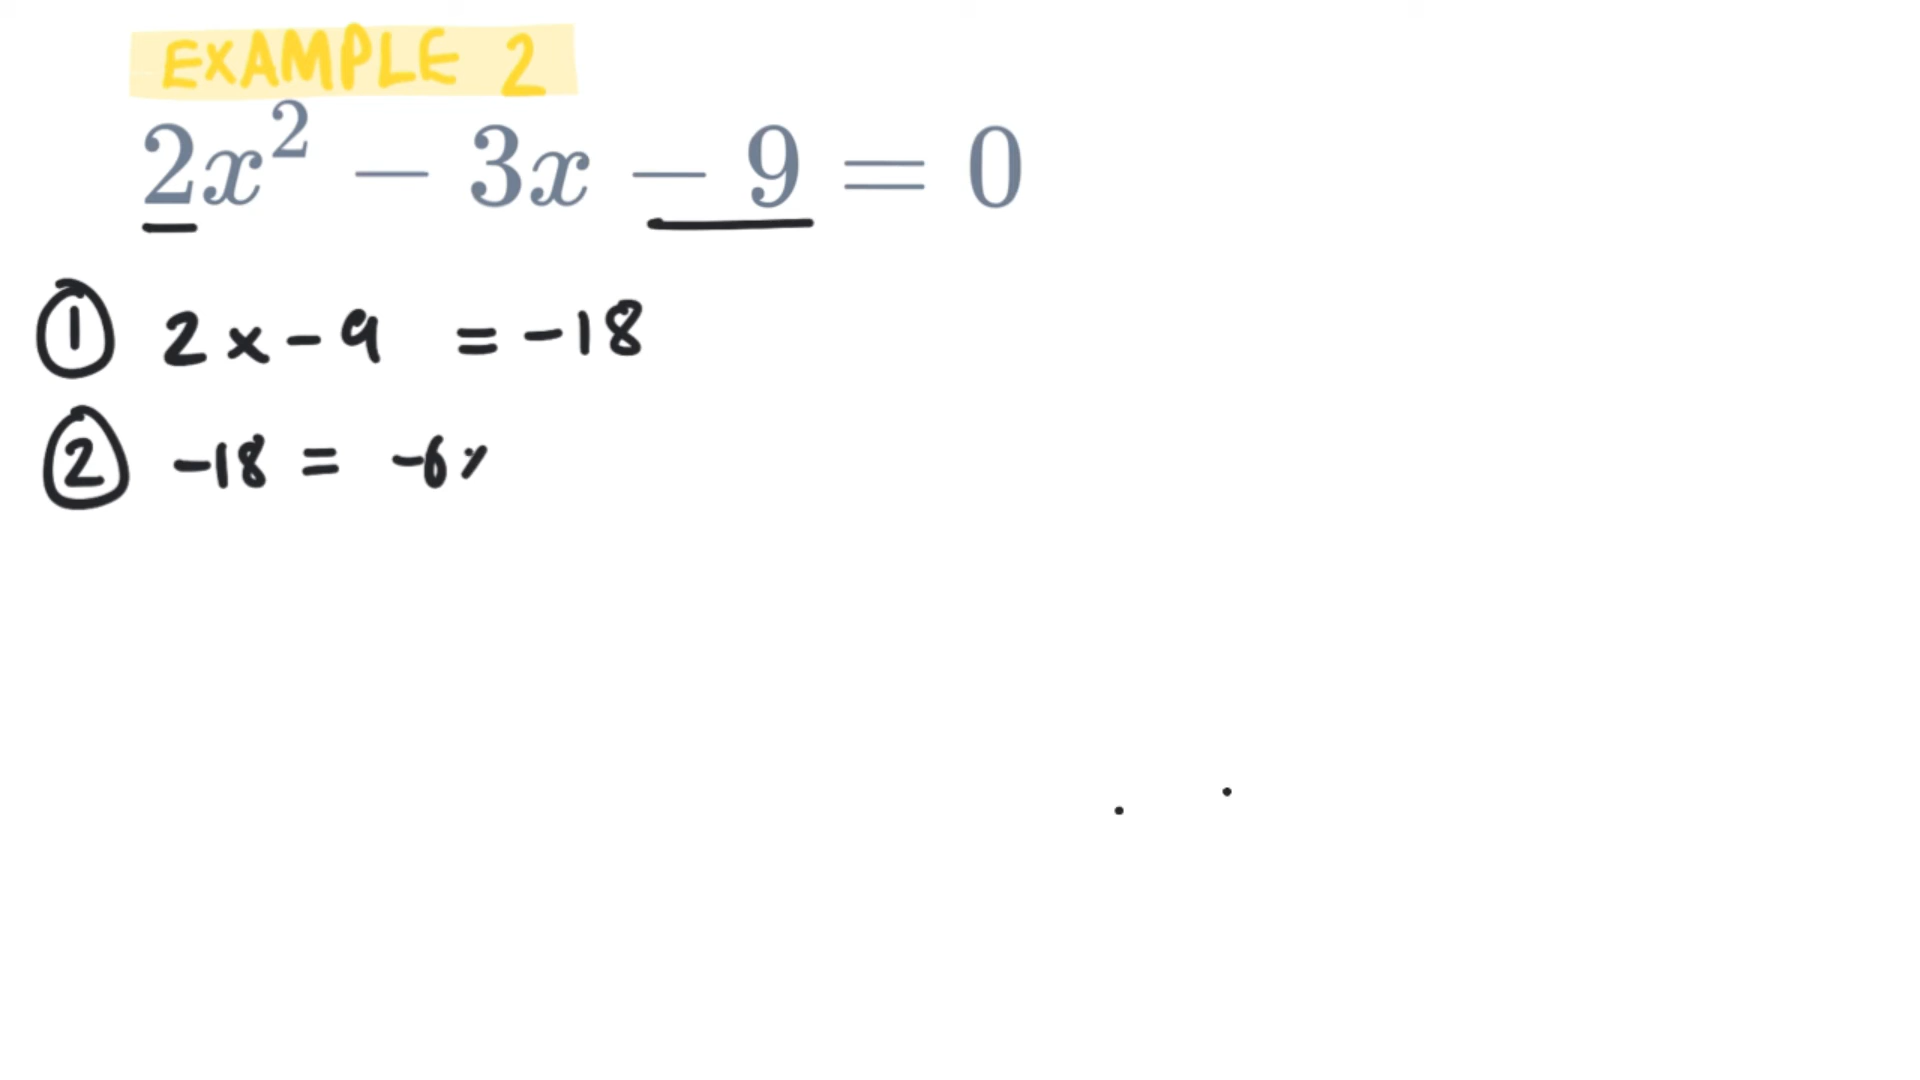 EXAMPLE 2
2x² − 3x − 9 = 0
① 2 x - 9 = -18
② -18 = -6